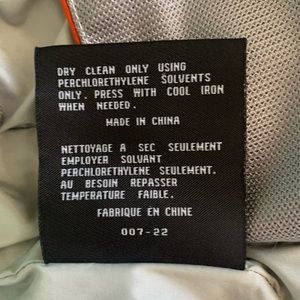 DRY CLEAN ONLY USING
PERCHLORETHYLENE SOLVENTS
ONLY. PRESS WITH COOL IRON
WHEN NEEDED.
MADE IN CHINA
NETTOYAGE A SEC SEULEMENT
EMPLOYER SOLVANT
PERCHLORETHYLENE SEULEMENT.
AU BESOIN REPASSER
TEMPERATURE FAIBLE.
FABRIQUE EN CHINE
007-22